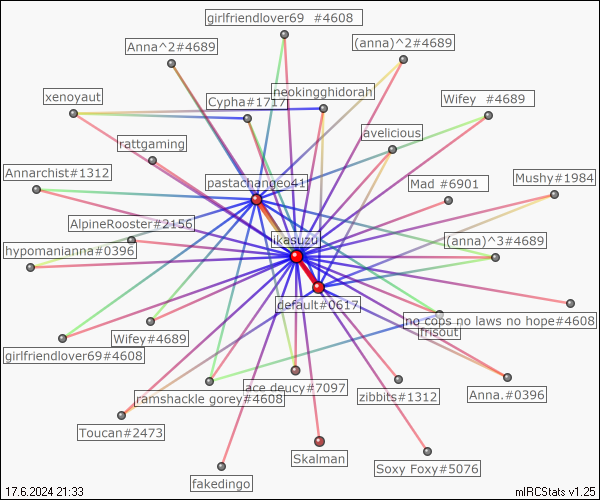 girlfriendlover69 #4608
Anna^2#4689
(anna)^2#4689
xenoyaut
Cypha#1717
neokingghidorah
Wifey #4689
rattgaming
avelicious
Annarchist#1312
pastachangeo41
Mad #6901
Mushy#1984
AlpineRooster#2156
ikasuzu
(anna)^3#4689
hypomanianna#0396
default#0617
no cops no laws no hope#4608
frisout
girlfriendlover69#4608
Wifey#4689
ramshackle gorey#4608
ace deucy#7097
zibbits#1312
Anna.#0396
Toucan#2473
Skalman
Soxy Foxy#5076
fakedingo
17.6.2024 21:33
mIRCStats v1.25